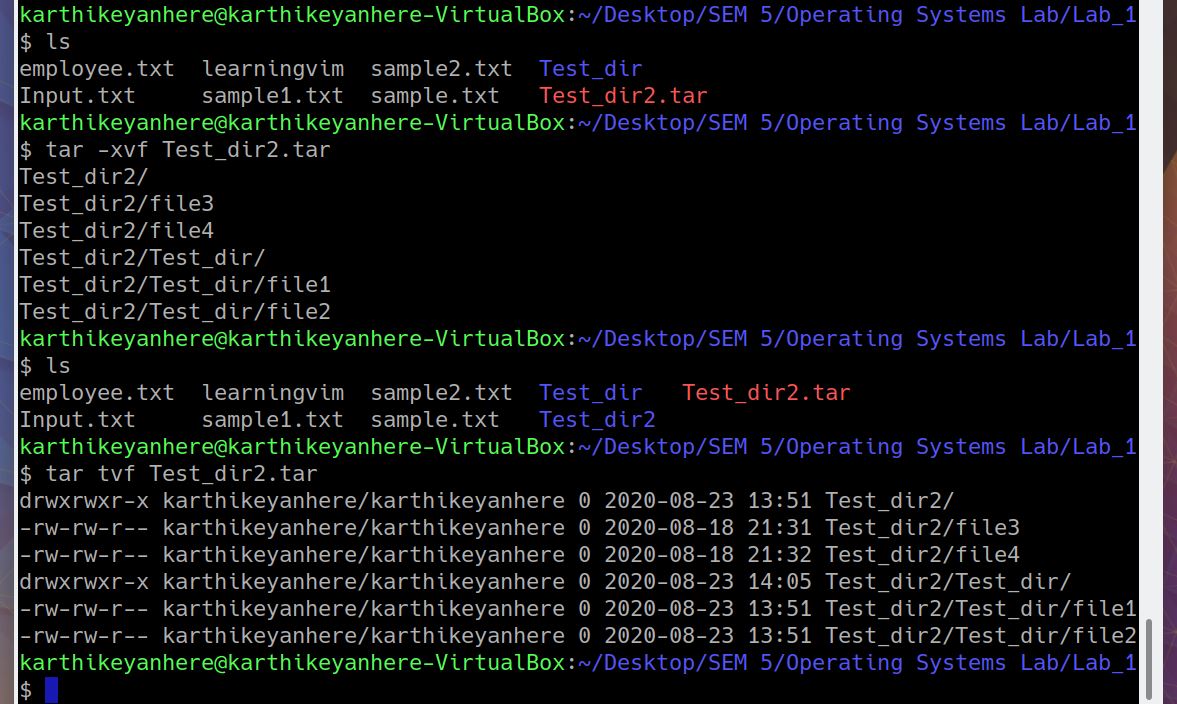 karthikeyanhere@karthikeyanhere-VirtualBox:~/Desktop/SEM 5/Operating Systems Lab/Lab_1
$ ls
employee.txt  learningvim  sample2.txt  Test_dir
Input.txt     sample1.txt  sample.txt   Test_dir2.tar
karthikeyanhere@karthikeyanhere-VirtualBox:~/Desktop/SEM 5/Operating Systems Lab/Lab_1
$ tar -xvf Test_dir2.tar
Test_dir2/
Test_dir2/file3
Test_dir2/file4
Test_dir2/Test_dir/
Test_dir2/Test_dir/file1
Test_dir2/Test_dir/file2
karthikeyanhere@karthikeyanhere-VirtualBox:~/Desktop/SEM 5/Operating Systems Lab/Lab_1
$ ls
employee.txt  learningvim  sample2.txt  Test_dir   Test_dir2.tar
Input.txt     sample1.txt  sample.txt   Test_dir2
karthikeyanhere@karthikeyanhere-VirtualBox:~/Desktop/SEM 5/Operating Systems Lab/Lab_1
$ tar tvf Test_dir2.tar
drwxrwxr-x karthikeyanhere/karthikeyanhere 0 2020-08-23 13:51 Test_dir2/
-rw-rw-r-- karthikeyanhere/karthikeyanhere 0 2020-08-18 21:31 Test_dir2/file3
-rw-rw-r-- karthikeyanhere/karthikeyanhere 0 2020-08-18 21:32 Test_dir2/file4
drwxrwxr-x karthikeyanhere/karthikeyanhere 0 2020-08-23 14:05 Test_dir2/Test_dir/
-rw-rw-r-- karthikeyanhere/karthikeyanhere 0 2020-08-23 13:51 Test_dir2/Test_dir/file1
-rw-rw-r-- karthikeyanhere/karthikeyanhere 0 2020-08-23 13:51 Test_dir2/Test_dir/file2
karthikeyanhere@karthikeyanhere-VirtualBox:~/Desktop/SEM 5/Operating Systems Lab/Lab_1
$